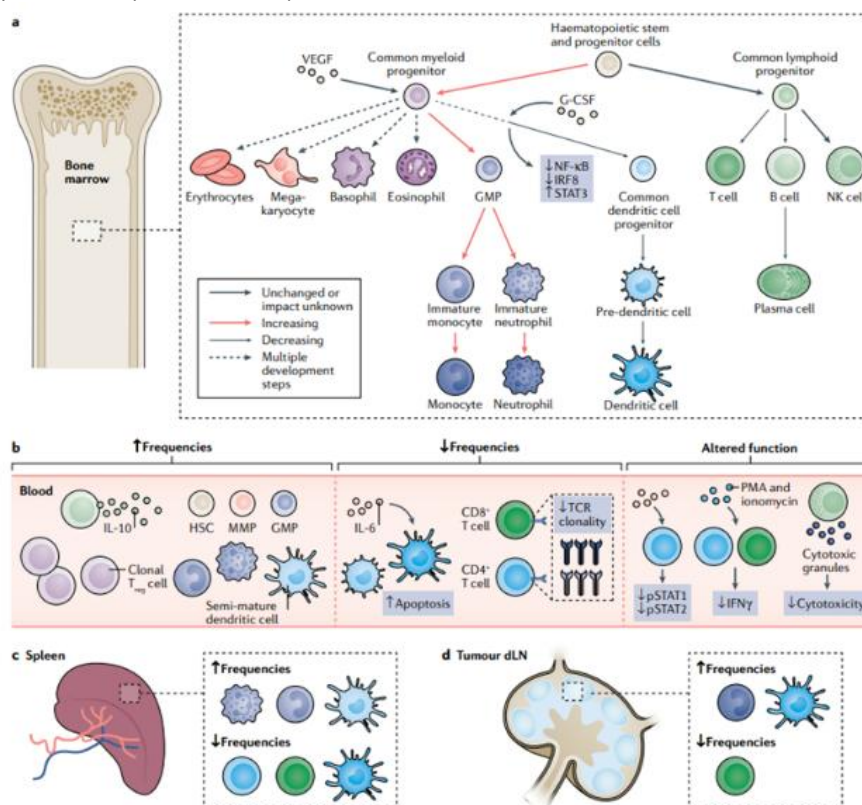 a
VEGF
Common myeloid
progenitor
Haematopoietic stem
and progenitor cells
Common lymphoid
progenitor
G-CSF
Bone
marrow
Erythrocytes
Mega-
karyocyte
Basophil
Eosinophil
GMP
↓NF-κB
↓IRF8
↑STAT3
Common
dendritic cell
progenitor
T cell
B cell
NK cell
Unchanged or
impact unknown
Increasing
Decreasing
Multiple
development
steps
Immature
monocyte
Immature
neutrophil
Pre-dendritic cell
Plasma cell
Monocyte
Neutrophil
Dendritic cell
b
↑Frequencies
↓Frequencies
Altered function
Blood
IL-10
HSC
MMP
GMP
Clonal
Treg cell
Semi-mature
dendritic cell
IL-6
↑Apoptosis
CD8+
T cell
CD4+
T cell
↓TCR
clonality
PMA and
ionomycin
↓pSTAT1
↓pSTAT2
↓IFNγ
Cytotoxic
granules
↓Cytotoxicity
c Spleen
↑Frequencies
↓Frequencies
d Tumour dLN
↑Frequencies
↓Frequencies